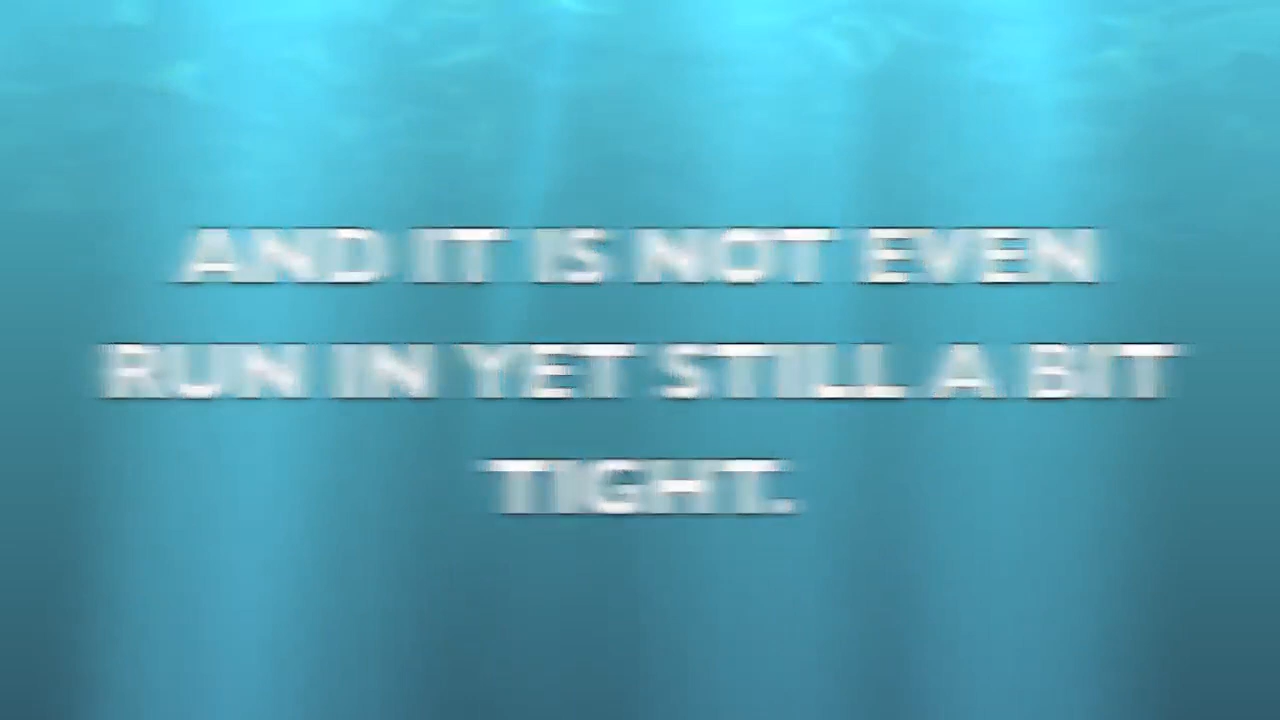 AND IT IS NOT EVEN
RUN IN YET STILL A BIT
TIGHT.